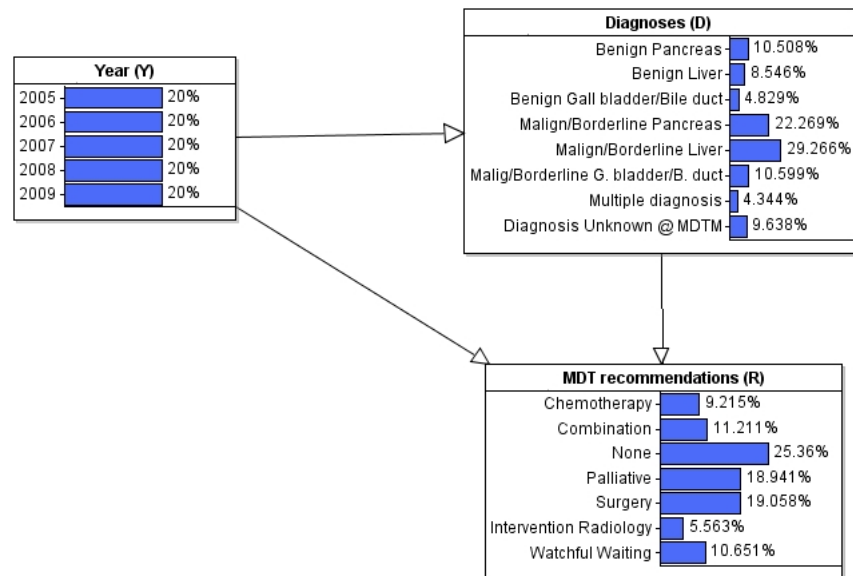 Diagnoses (D)
Benign Pancreas 10.508%
Benign Liver 8.546%
Benign Gall bladder/Bile duct 4.829%
Malign/Borderline Pancreas 22.269%
Malign/Borderline Liver 29.266%
Malig/Borderline G. bladder/B. duct 10.599%
Multiple diagnosis 4.344%
Diagnosis Unknown @ MDTM 9.638%
Year (Y)
2005 20%
2006 20%
2007 20%
2008 20%
2009 20%
MDT recommendations (R)
Chemotherapy 9.215%
Combination 11.211%
None 25.36%
Palliative 18.941%
Surgery 19.058%
Intervention Radiology 5.563%
Watchful Waiting 10.651%